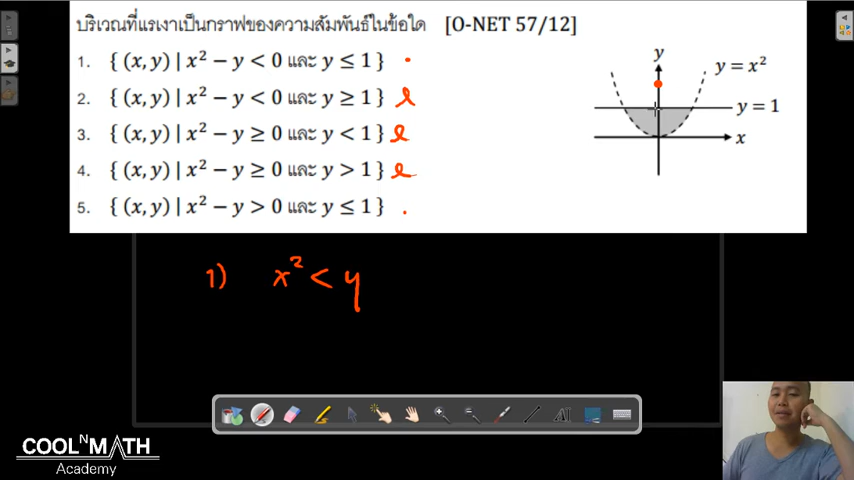 บริเวณที่แรเงาเป็นกราฟของความสัมพันธ์ในข้อใด [O-NET 57/12]
1. { (x, y) | x² − y < 0 และ y ≤ 1 }
2. { (x, y) | x² − y < 0 และ y ≥ 1 }
3. { (x, y) | x² − y ≥ 0 และ y < 1 }
4. { (x, y) | x² − y ≥ 0 และ y > 1 }
5. { (x, y) | x² − y > 0 และ y ≤ 1 }
y
y = x²
y = 1
x
1) x² < y
AI
COOL N MATH
Academy